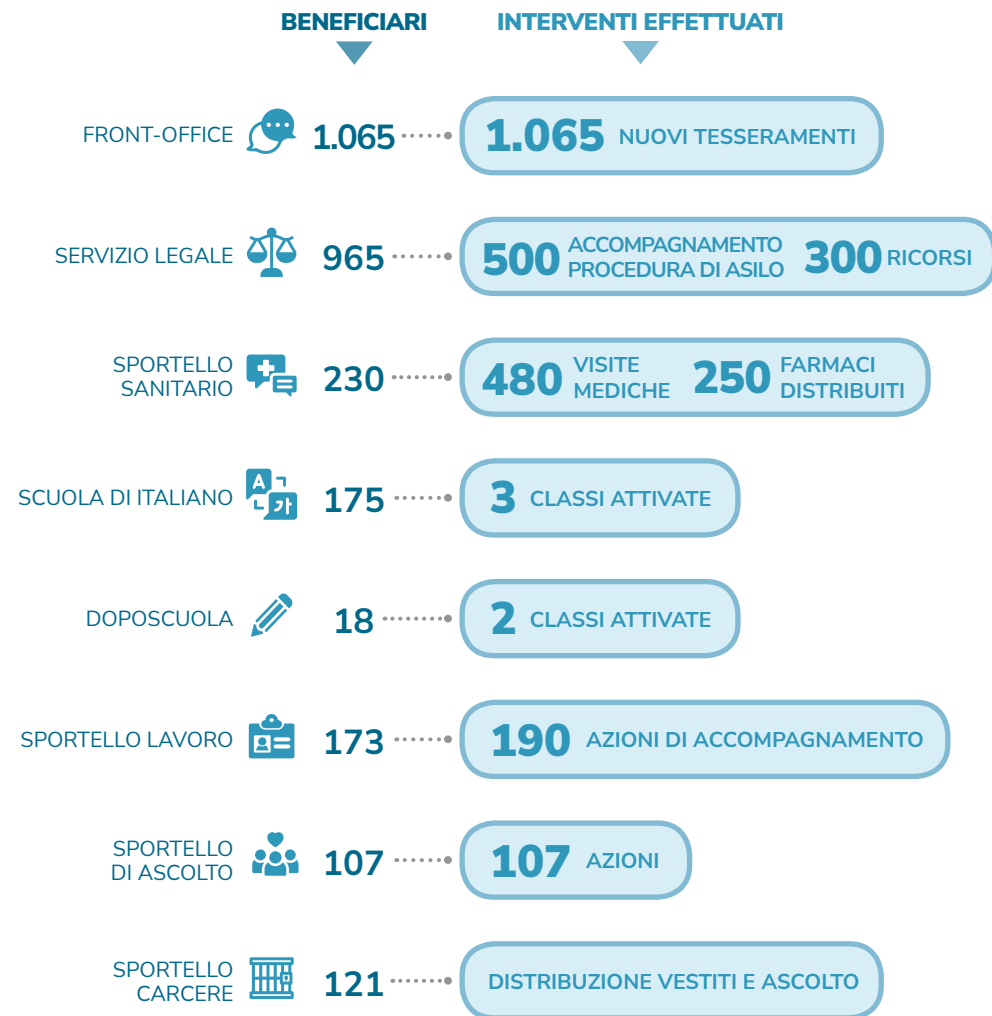 BENEFICIARI INTERVENTI EFFETTUATI
FRONT-OFFICE 1.065 1.065 NUOVI TESSERAMENTI
SERVIZIO LEGALE 965 500 ACCOMPAGNAMENTO PROCEDURA DI ASILO 300 RICORSI
SPORTELLO SANITARIO 230 480 VISITE MEDICHE 250 FARMACI DISTRIBUITI
SCUOLA DI ITALIANO A 가 175 3 CLASSI ATTIVATE
DOPOSCUOLA 18 2 CLASSI ATTIVATE
SPORTELLO LAVORO 173 190 AZIONI DI ACCOMPAGNAMENTO
SPORTELLO DI ASCOLTO 107 107 AZIONI
SPORTELLO CARCERE 121 DISTRIBUZIONE VESTITI E ASCOLTO